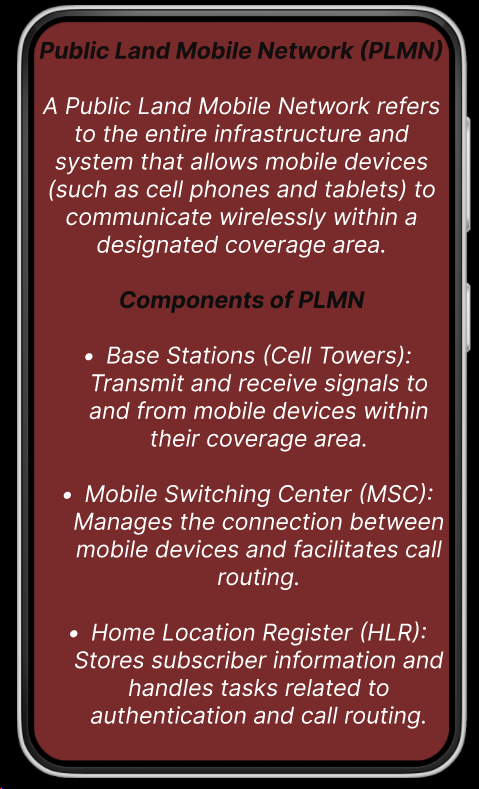 Public Land Mobile Network (PLMN)
A Public Land Mobile Network refers
to the entire infrastructure and
system that allows mobile devices
(such as cell phones and tablets) to
communicate wirelessly within a
designated coverage area.
Components of PLMN
• Base Stations (Cell Towers):
Transmit and receive signals to
and from mobile devices within
their coverage area.
• Mobile Switching Center (MSC):
Manages the connection between
mobile devices and facilitates call
routing.
• Home Location Register (HLR):
Stores subscriber information and
handles tasks related to
authentication and call routing.